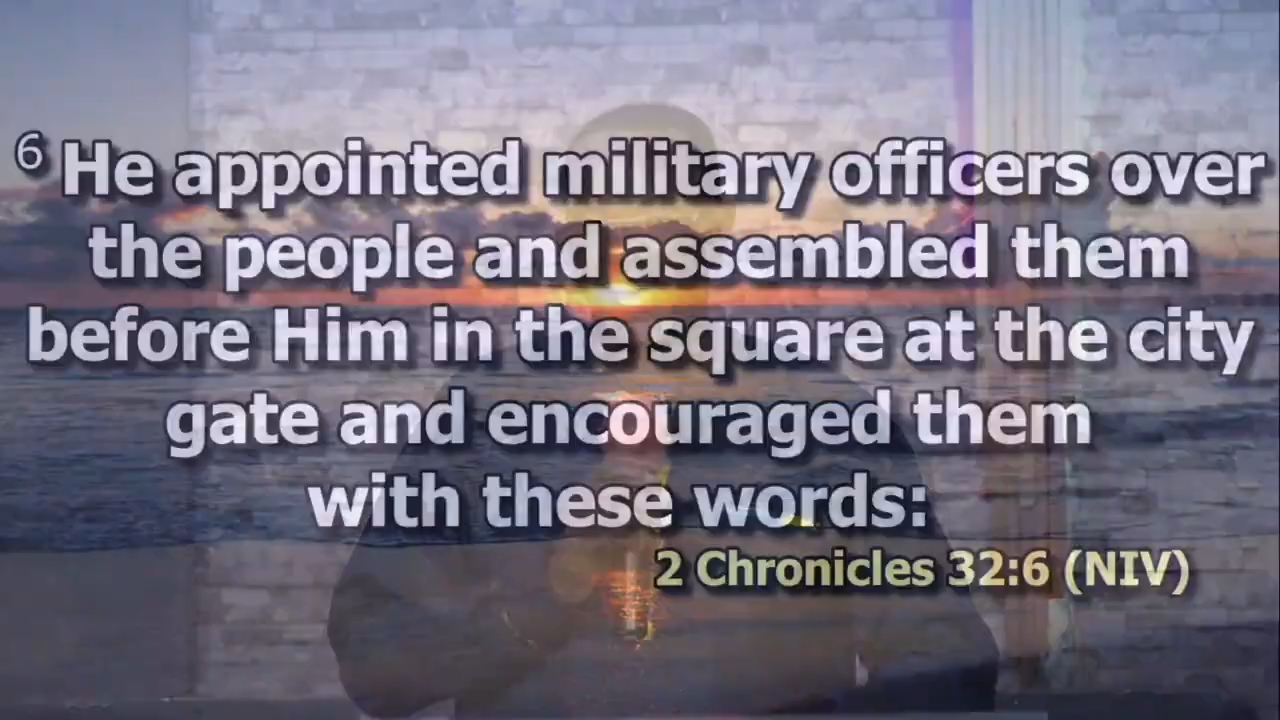 6 He appointed military officers over
the people and assembled them
before Him in the square at the city
gate and encouraged them
with these words:
2 Chronicles 32:6 (NIV)